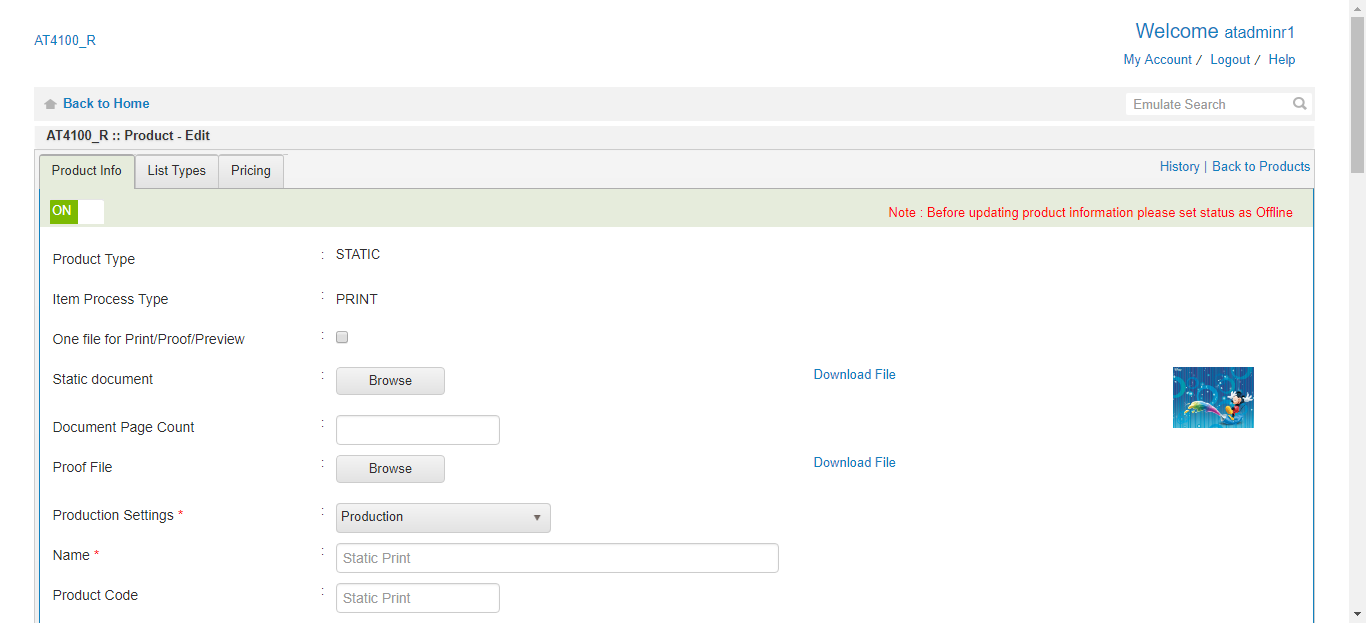 Welcome atadminr1
AT4100_R
My Account / Logout / Help
Back to Home
Emulate Search
AT4100_R :: Product - Edit
Product Info List Types Pricing
History | Back to Products
ON
Note : Before updating product information please set status as Offline
Product Type : STATIC
Item Process Type : PRINT
One file for Print/Proof/Preview :
Static document : Browse Download File
Document Page Count :
Proof File : Browse Download File
Production Settings * : Production
Name * : Static Print
Product Code : Static Print